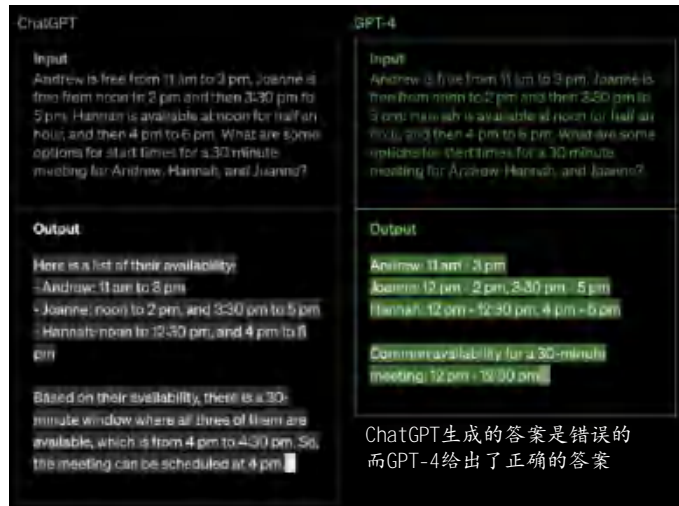 ChatGPT
Input
Andrew is free from 11 am to 3 pm, Joanne is
free from noon to 2 pm and then 3:30 pm to
5 pm. Hannah is available at noon for half an
hour, and then 4 pm to 6 pm. What are some
options for start times for a 30 minute
meeting for Andrew, Hannah, and Joanne?
Output
Here is a list of their availability:
- Andrew: 11 am to 3 pm
- Joanne: noon to 2 pm, and 3:30 pm to 5 pm
- Hannah: noon to 12:30 pm, and 4 pm to 6
pm
Based on their availability, there is a 30-
minute window where all three of them are
available, which is from 4 pm to 4:30 pm. So,
the meeting can be scheduled at 4 pm.
GPT-4
Input
Andrew is free from 11 am to 3 pm, Joanne is
free from noon to 2 pm and then 3:30 pm to
5 pm. Hannah is available at noon for half an
hour, and then 4 pm to 6 pm. What are some
options for start times for a 30 minute
meeting for Andrew, Hannah, and Joanne?
Output
Andrew: 11 am - 3 pm
Joanne: 12 pm - 2 pm, 3:30 pm - 5 pm
Hannah: 12 pm - 12:30 pm, 4 pm - 6 pm
Common availability for a 30-minute
meeting: 12 pm - 12:30 pm
ChatGPT生成的答案是错误的
而GPT-4给出了正确的答案